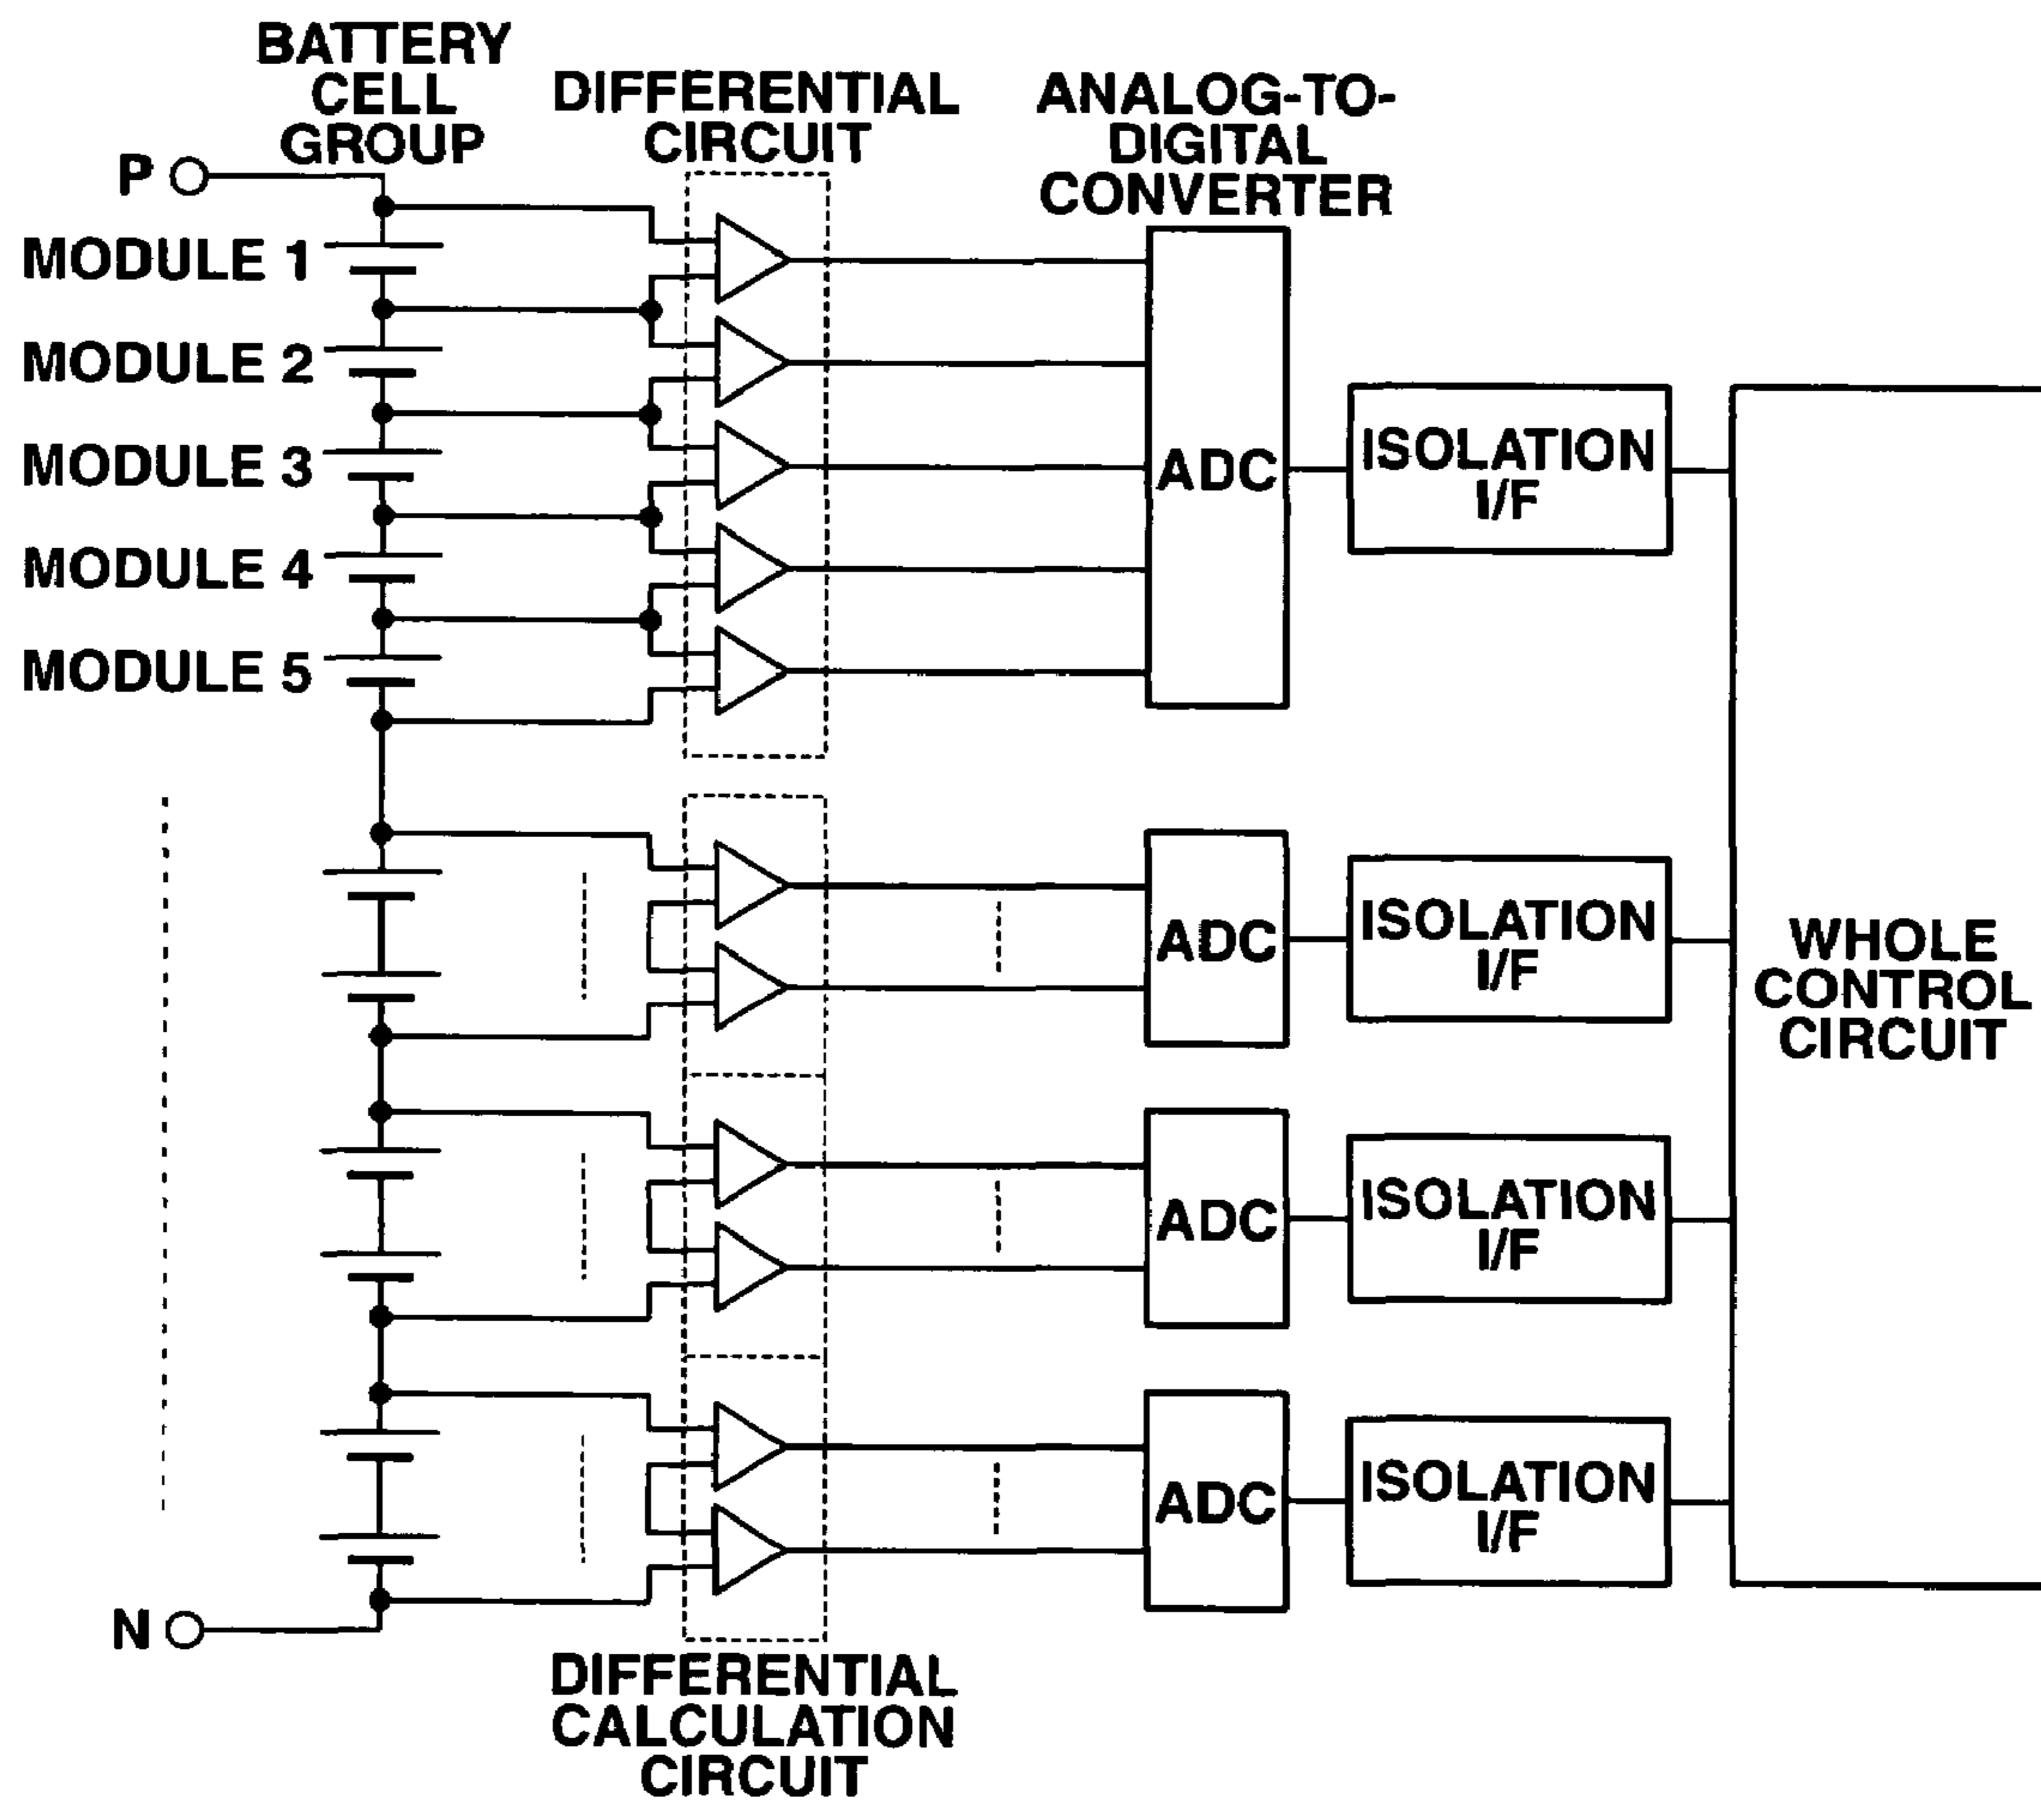 BATTERY
CELL
GROUP
DIFFERENTIAL
CIRCUIT
ANALOG-TO-
DIGITAL
CONVERTER
P
MODULE 1
MODULE 2
MODULE 3
MODULE 4
MODULE 5
ADC
ISOLATION
I/F
ADC
ISOLATION
I/F
WHOLE
CONTROL
CIRCUIT
ADC
ISOLATION
I/F
ADC
ISOLATION
I/F
N
DIFFERENTIAL
CALCULATION
CIRCUIT